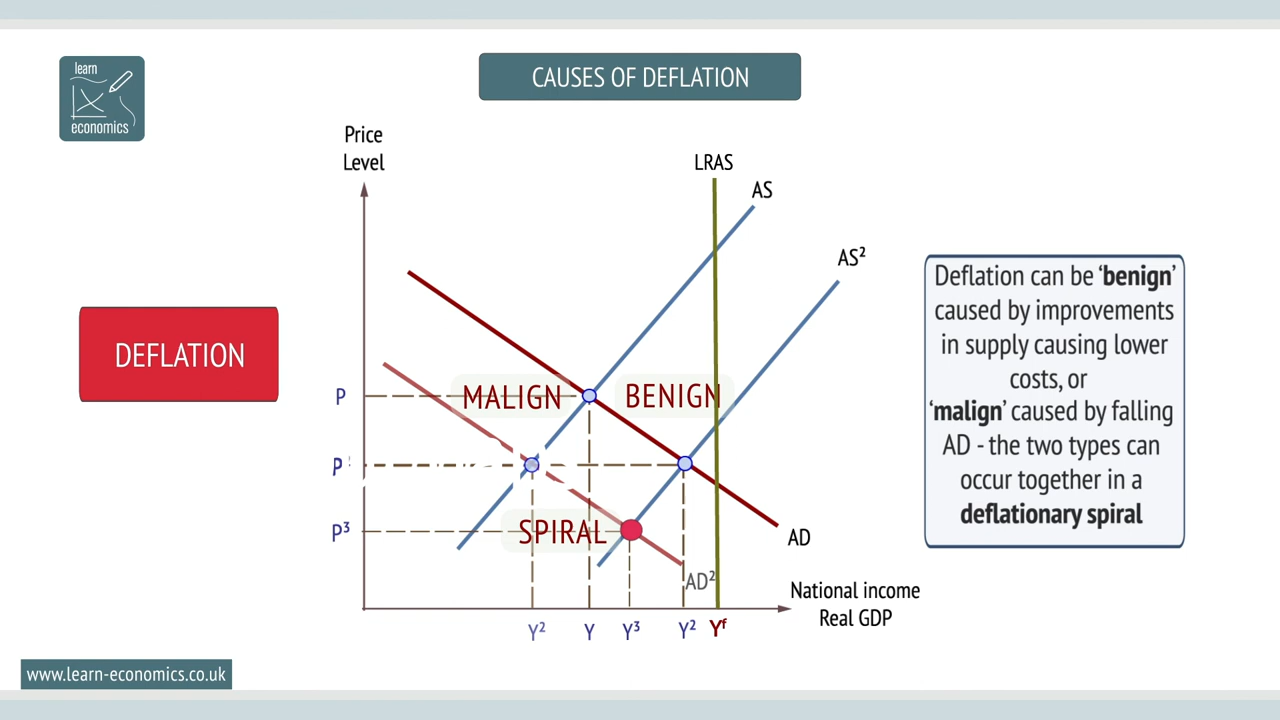 learn
economics
CAUSES OF DEFLATION
Price
Level
LRAS
AS
AS²
DEFLATION
Deflation can be ‘benign’
caused by improvements
in supply causing lower
costs, or
‘malign’ caused by falling
AD - the two types can
occur together in a
deflationary spiral
P
MALIGN
BENIGN
P
P³
SPIRAL
AD
AD²
National income
Real GDP
Y²
Y
Y³
Y²
Yᶠ
www.learn-economics.co.uk